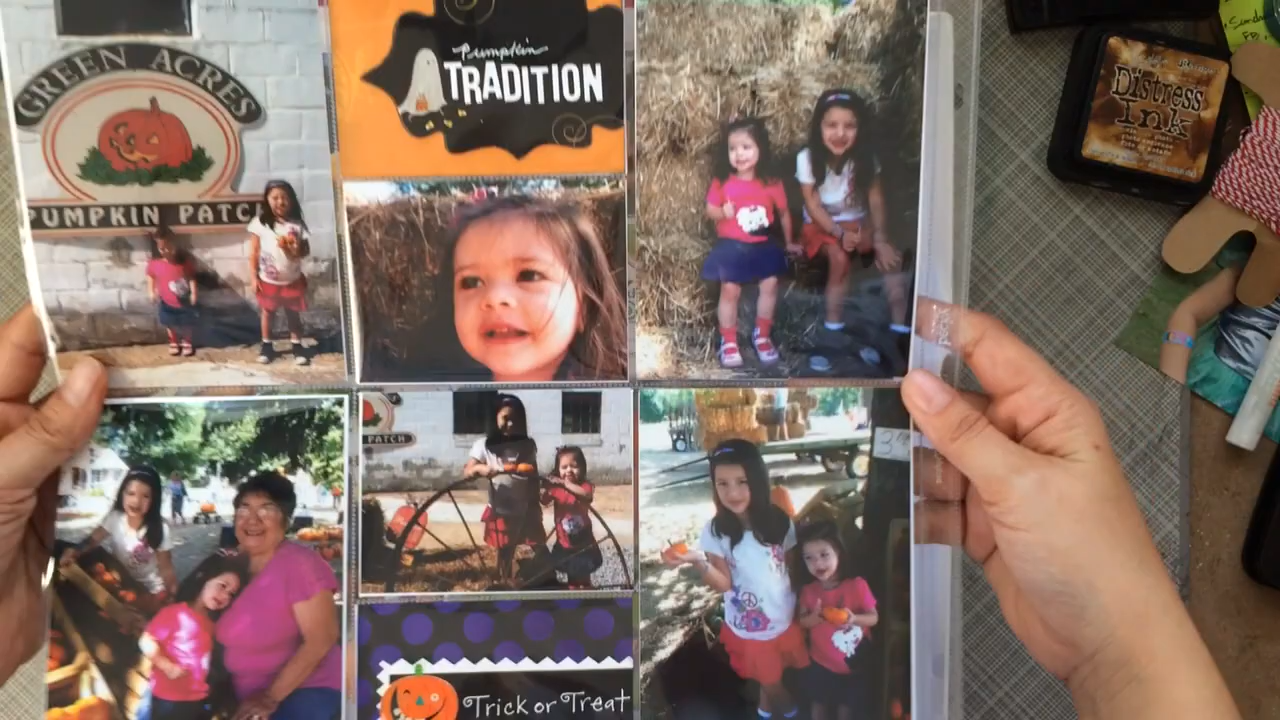 GREEN ACRES
PUMPKIN PATCH
Pumpkin
TRADITION
PATCH
Trick or Treat
Distress
Ink